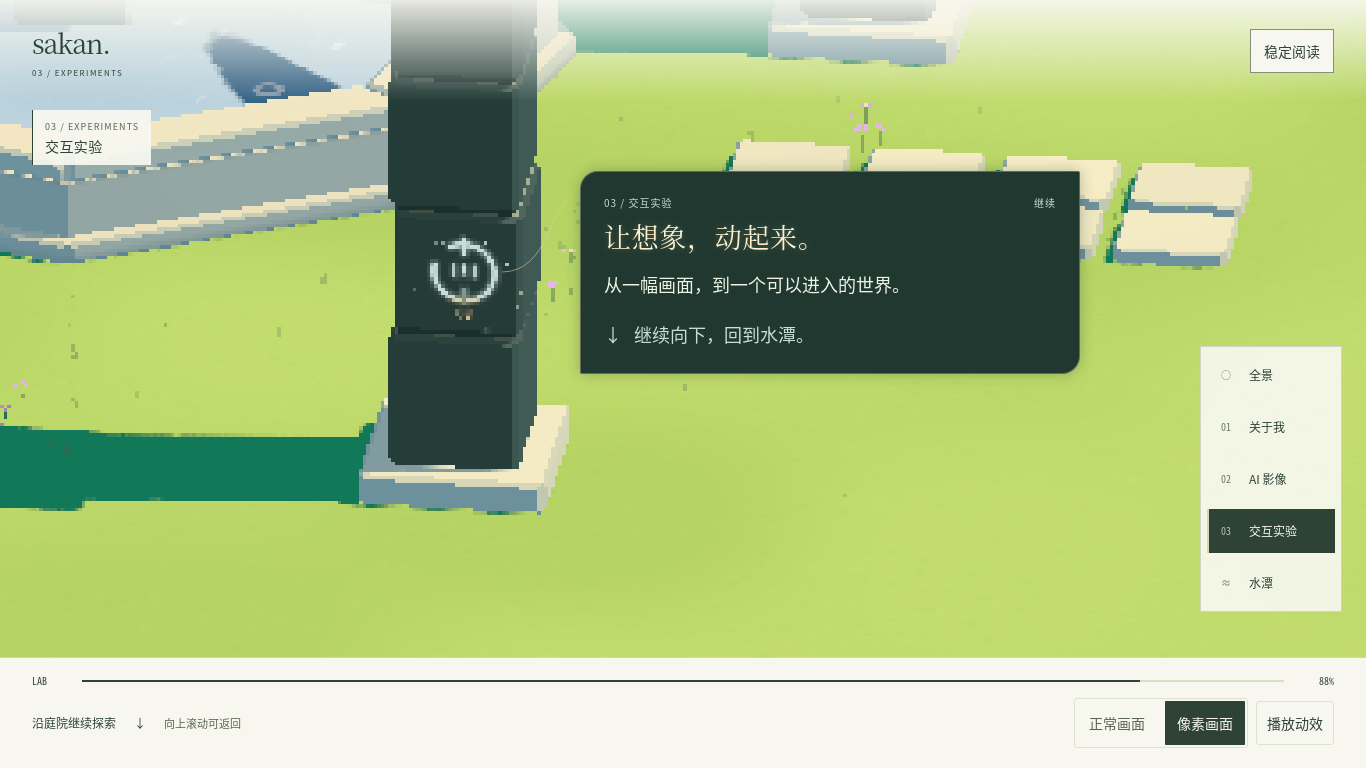 sakan.
03 / EXPERIMENTS
稳定阅读
03 / EXPERIMENTS
交互实验
03 / 交互实验
继续
让想象，动起来。
从一幅画面，到一个可以进入的世界。
↓ 继续向下，回到水潭。
全景
01 关于我
02 AI 影像
03 交互实验
≈ 水潭
LAB
88%
沿庭院继续探索 ↓ 向上滚动可返回
正常画面
像素画面
播放动效